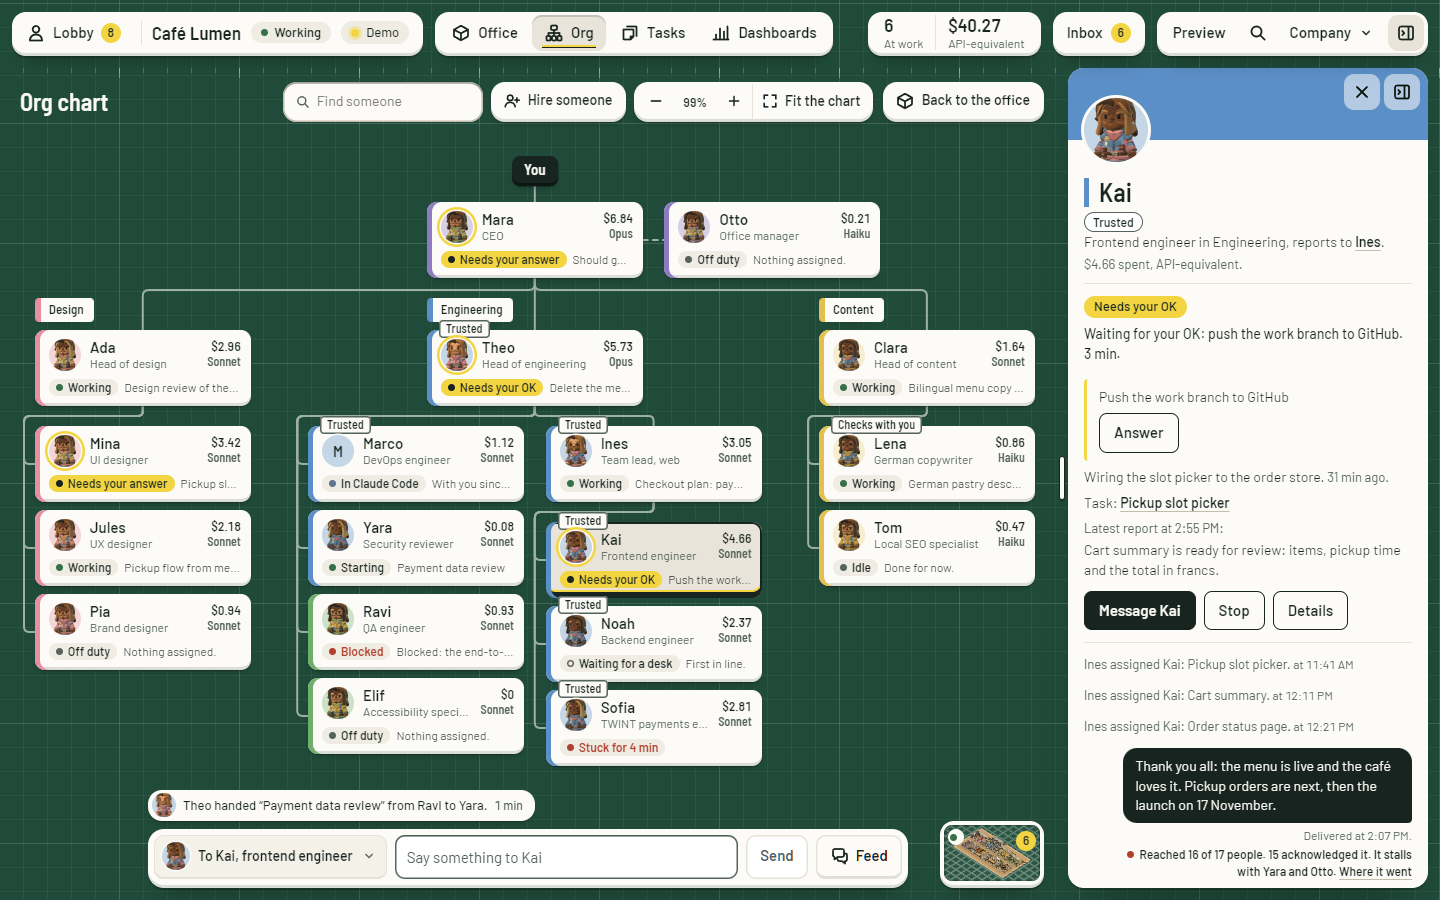 Lobby 8
Café Lumen
Working
Demo
Office
Org
Tasks
Dashboards
6
At work
$40.27
API-equivalent
Inbox 6
Preview
Company
Org chart
Find someone
Hire someone
99%
Fit the chart
Back to the office
You
Mara
CEO
$6.84
Opus
Needs your answer
Should g…
Otto
Office manager
$0.21
Haiku
Off duty
Nothing assigned.
Design
Engineering
Content
Ada
Head of design
$2.96
Sonnet
Working
Design review of the…
Trusted
Theo
Head of engineering
$5.73
Opus
Needs your OK
Delete the me…
Clara
Head of content
$1.64
Sonnet
Working
Bilingual menu copy …
Mina
UI designer
$3.42
Sonnet
Needs your answer
Pickup sl…
Trusted
M
Marco
DevOps engineer
$1.12
Sonnet
In Claude Code
With you sinc…
Trusted
Ines
Team lead, web
$3.05
Sonnet
Working
Checkout plan: pay…
Checks with you
Lena
German copywriter
$0.86
Haiku
Working
German pastry desc…
Jules
UX designer
$2.18
Sonnet
Working
Pickup flow from me…
Yara
Security reviewer
$0.08
Sonnet
Starting
Payment data review
Trusted
Kai
Frontend engineer
$4.66
Sonnet
Needs your OK
Push the work…
Tom
Local SEO specialist
$0.47
Haiku
Idle
Done for now.
Pia
Brand designer
$0.94
Sonnet
Off duty
Nothing assigned.
Ravi
QA engineer
$0.93
Sonnet
Blocked
Blocked: the end-to-…
Trusted
Noah
Backend engineer
$2.37
Sonnet
Waiting for a desk
First in line.
Elif
Accessibility speci…
$0
Sonnet
Off duty
Nothing assigned.
Trusted
Sofia
TWINT payments e…
$2.81
Sonnet
Stuck for 4 min
Theo handed “Payment data review” from Ravi to Yara. 1 min
To Kai, frontend engineer
Say something to Kai
Send
Feed
6
Kai
Trusted
Frontend engineer in Engineering, reports to Ines.
$4.66 spent, API-equivalent.
Needs your OK
Waiting for your OK: push the work branch to GitHub.
3 min.
Push the work branch to GitHub
Answer
Wiring the slot picker to the order store. 31 min ago.
Task: Pickup slot picker
Latest report at 2:55 PM:
Cart summary is ready for review: items, pickup time
and the total in francs.
Message Kai
Stop
Details
Ines assigned Kai: Pickup slot picker. at 11:41 AM
Ines assigned Kai: Cart summary. at 12:11 PM
Ines assigned Kai: Order status page. at 12:21 PM
Thank you all: the menu is live and the café
loves it. Pickup orders are next, then the
launch on 17 November.
Delivered at 2:07 PM.
Reached 16 of 17 people. 15 acknowledged it. It stalls
with Yara and Otto. Where it went